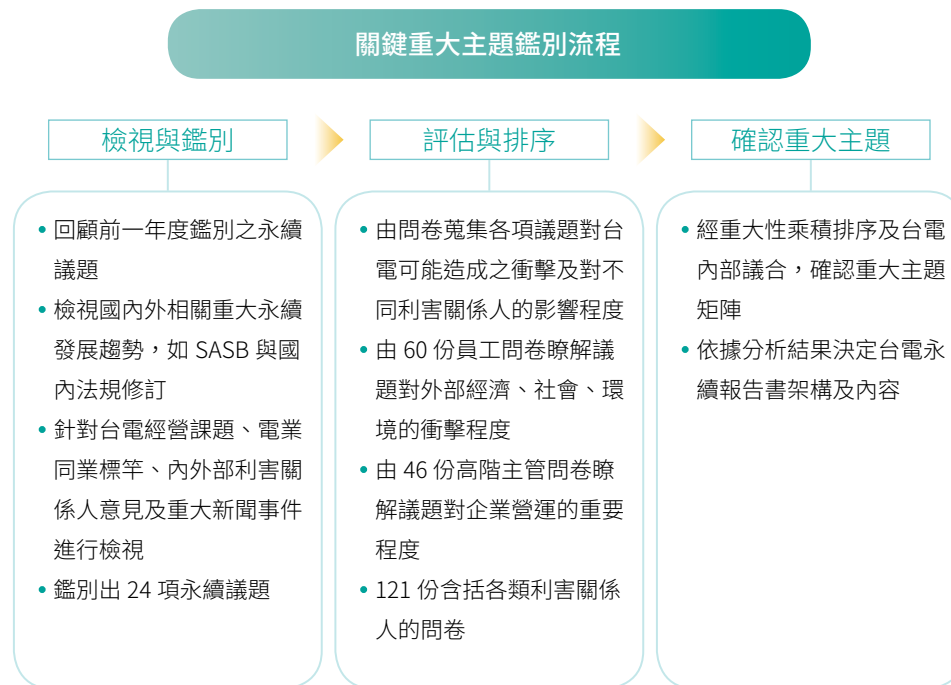 關鍵重大主題鑑別流程
檢視與鑑別
• 回顧前一年度鑑別之永續
議題
• 檢視國內外相關重大永續
發展趨勢，如 SASB 與國
內法規修訂
• 針對台電經營課題、電業
同業標竿、內外部利害關
係人意見及重大新聞事件
進行檢視
• 鑑別出 24 項永續議題
評估與排序
• 由問卷蒐集各項議題對台
電可能造成之衝擊及對不
同利害關係人的影響程度
• 由 60 份員工問卷瞭解議
題對外部經濟、社會、環
境的衝擊程度
• 由 46 份高階主管問卷瞭
解議題對企業營運的重要
程度
• 121 份含括各類利害關係
人的問卷
確認重大主題
• 經重大性乘積排序及台電
內部議合，確認重大主題
矩陣
• 依據分析結果決定台電永
續報告書架構及內容